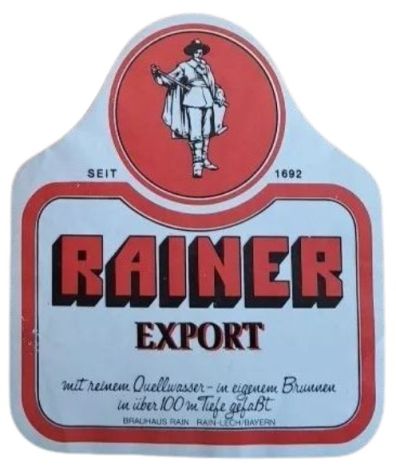 SEIT 1692
RAINER
EXPORT
mit reinem Quellwasser - in eigenem Brunnen
in über 100 m Tiefe gefaßt
BRAUHAUS RAIN RAIN-LECH/BAYERN